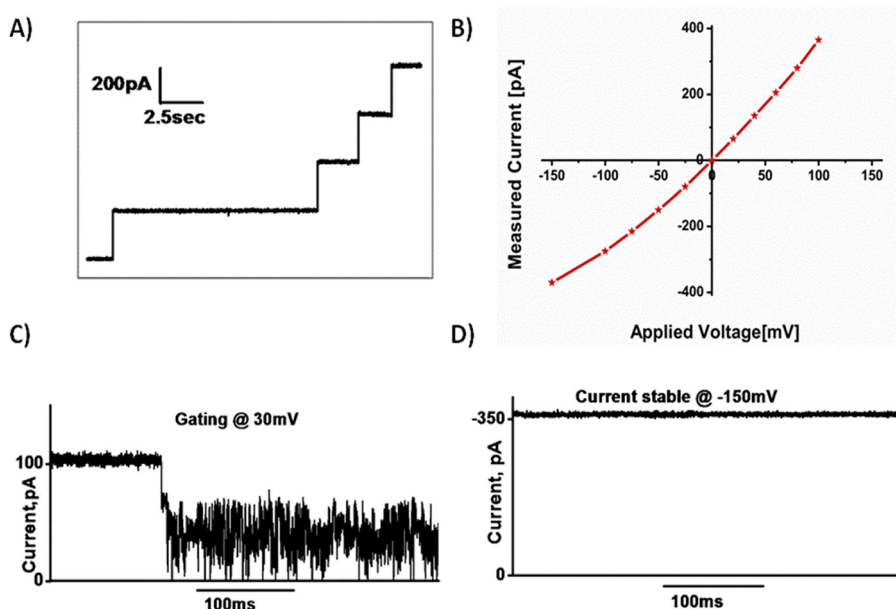 A)
200pA
2.5sec
B)
Measured Current [pA]
400
200
0
-200
-400
-150
-100
-50
0
50
100
150
Applied Voltage[mV]
C)
Gating @ 30mV
Current,pA
100
0
100ms
D)
Current stable @ -150mV
Current, pA
-350
0
100ms